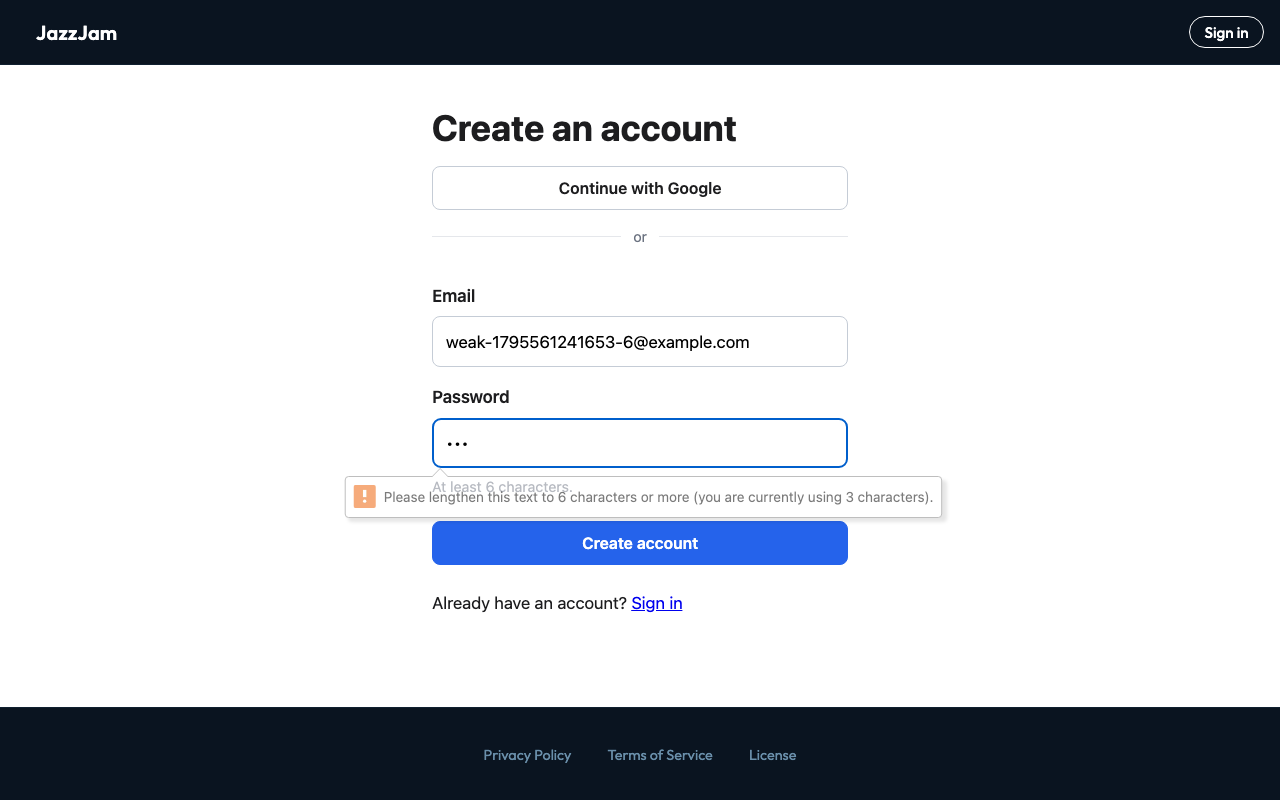 JazzJam
Sign in
Create an account
Continue with Google
or
Email
weak-1795561241653-6@example.com
Password
•••
At least 6 characters.
Please lengthen this text to 6 characters or more (you are currently using 3 characters).
Create account
Already have an account? Sign in
Privacy Policy
Terms of Service
License